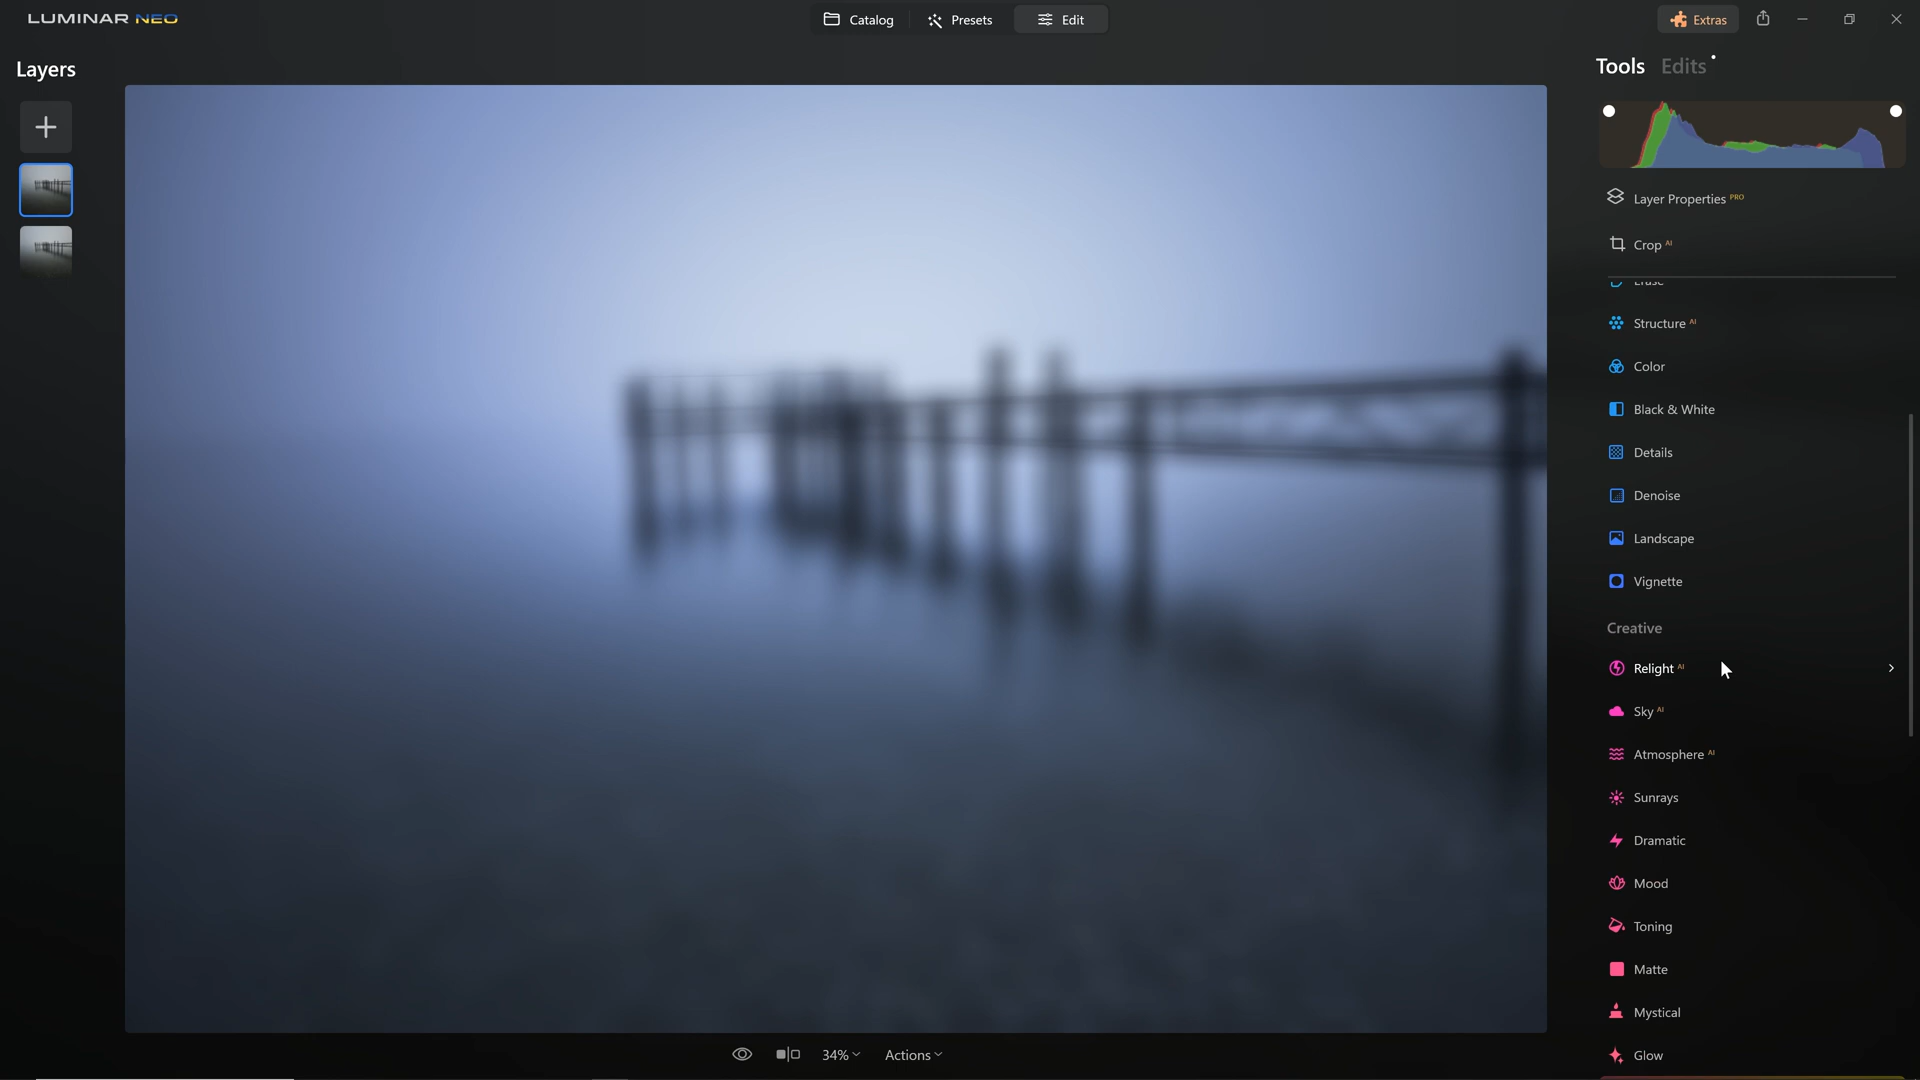 LUMINAR NEO
Catalog
Presets
Edit
Extras
Layers
Tools
Edits
Layer Properties PRO
Crop AI
Erase
Structure AI
Color
Black & White
Details
Denoise
Landscape
Vignette
Creative
Relight AI
Sky AI
Atmosphere AI
Sunrays
Dramatic
Mood
Toning
Matte
Mystical
Glow
34%
Actions